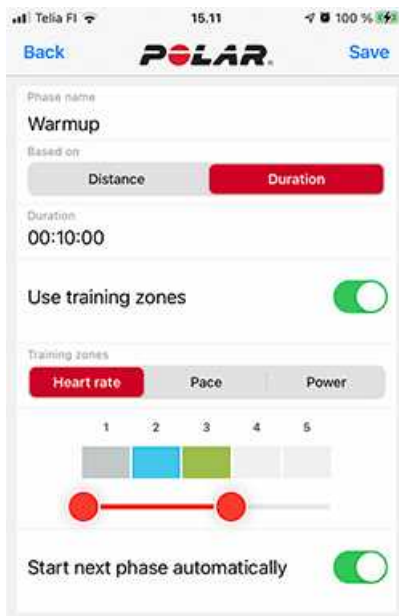 Telia FI 15.11 100 %
Back POLAR. Save
Phase name
Warmup
Based on
Distance Duration
Duration
00:10:00
Use training zones
Training zones
Heart rate Pace Power
1 2 3 4 5
Start next phase automatically